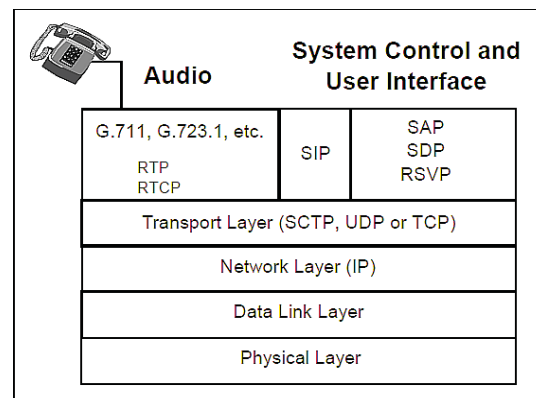 Audio
System Control and
User Interface
G.711, G.723.1, etc.
RTP
RTCP
SIP
SAP
SDP
RSVP
Transport Layer (SCTP, UDP or TCP)
Network Layer (IP)
Data Link Layer
Physical Layer